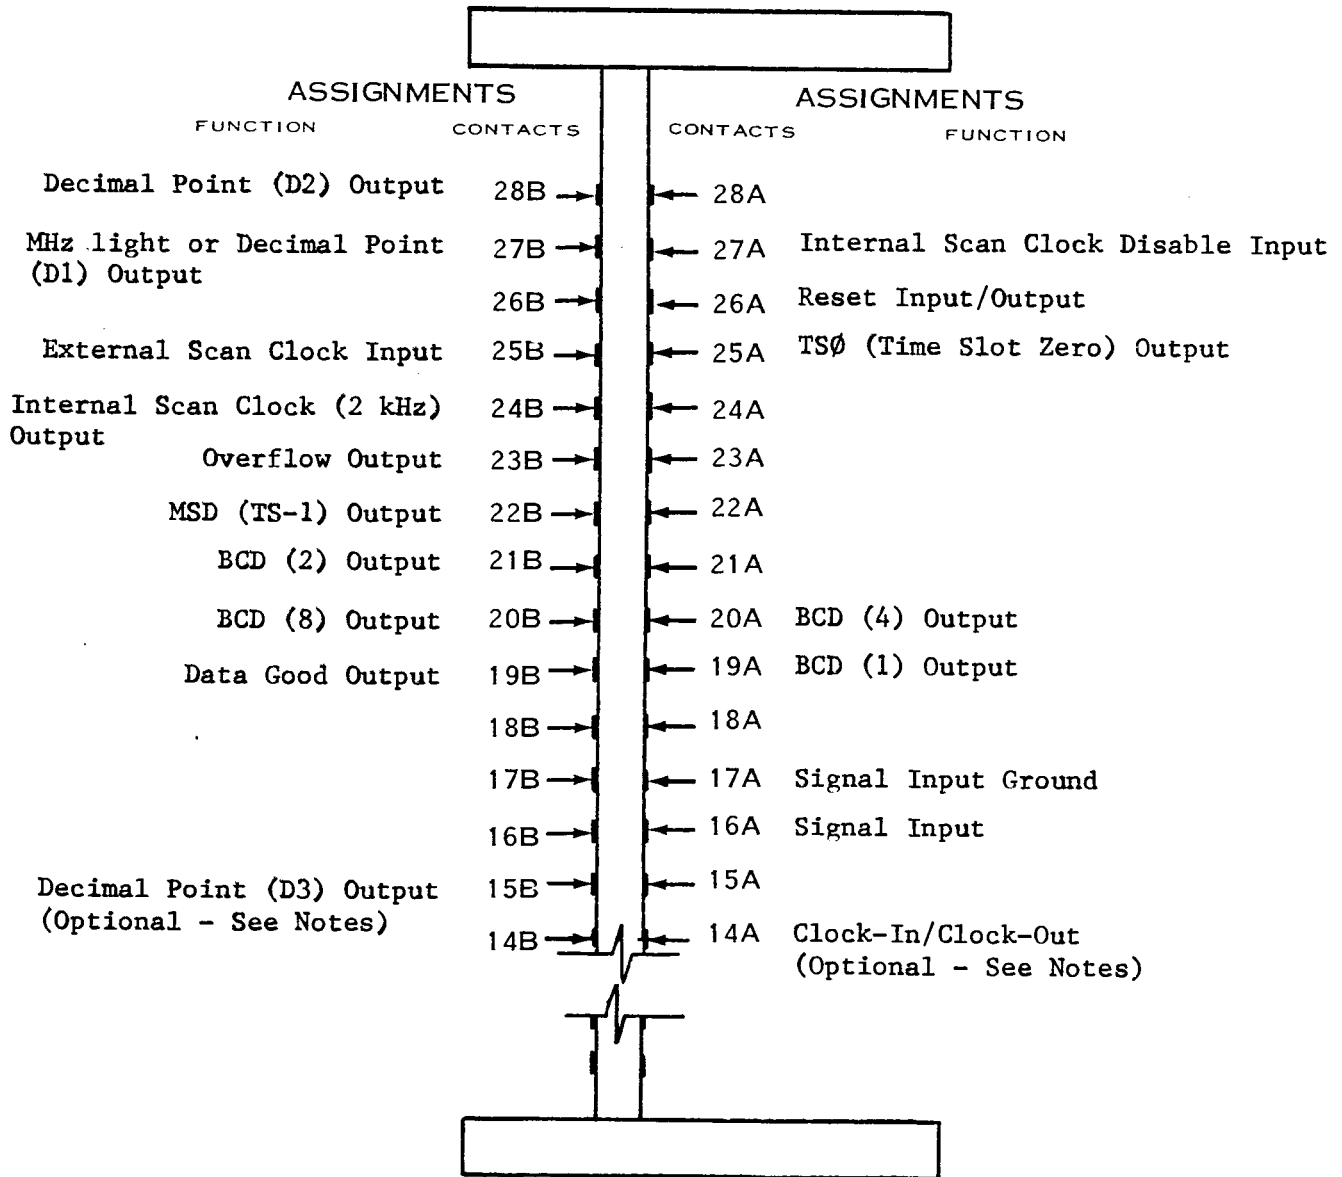 ASSIGNMENTS ASSIGNMENTS
FUNCTION CONTACTS CONTACTS FUNCTION
Decimal Point (D2) Output 28B 28A
MHz light or Decimal Point 27B 27A Internal Scan Clock Disable Input
(D1) Output
26B 26A Reset Input/Output
External Scan Clock Input 25B 25A TSØ (Time Slot Zero) Output
Internal Scan Clock (2 kHz) 24B 24A
Output
Overflow Output 23B 23A
MSD (TS-1) Output 22B 22A
BCD (2) Output 21B 21A
BCD (8) Output 20B 20A BCD (4) Output
Data Good Output 19B 19A BCD (1) Output
18B 18A
17B 17A Signal Input Ground
16B 16A Signal Input
Decimal Point (D3) Output 15B 15A
(Optional - See Notes)
14B 14A Clock-In/Clock-Out
(Optional - See Notes)